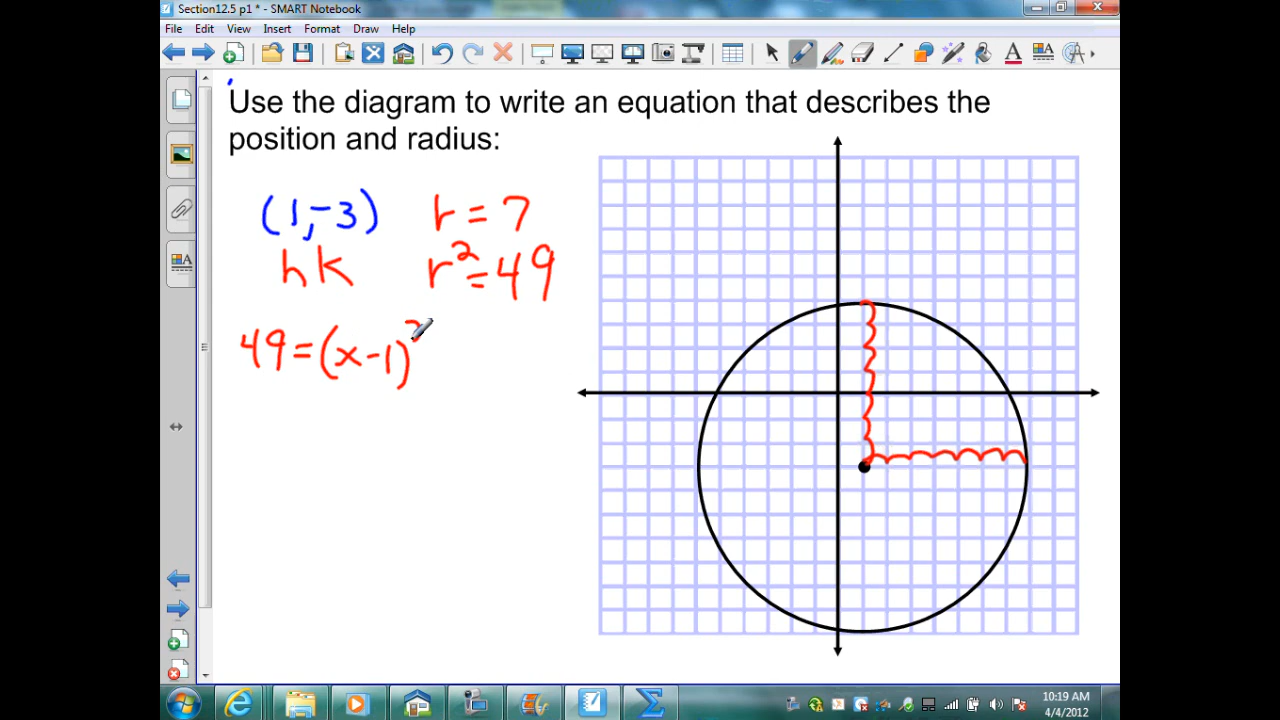 Section12.5 p1 * - SMART Notebook
File Edit View Insert Format Draw Help
Use the diagram to write an equation that describes the
position and radius:
(1,-3) r = 7
h k r² = 49
49 = (x - 1)²
10:19 AM
4/4/2012